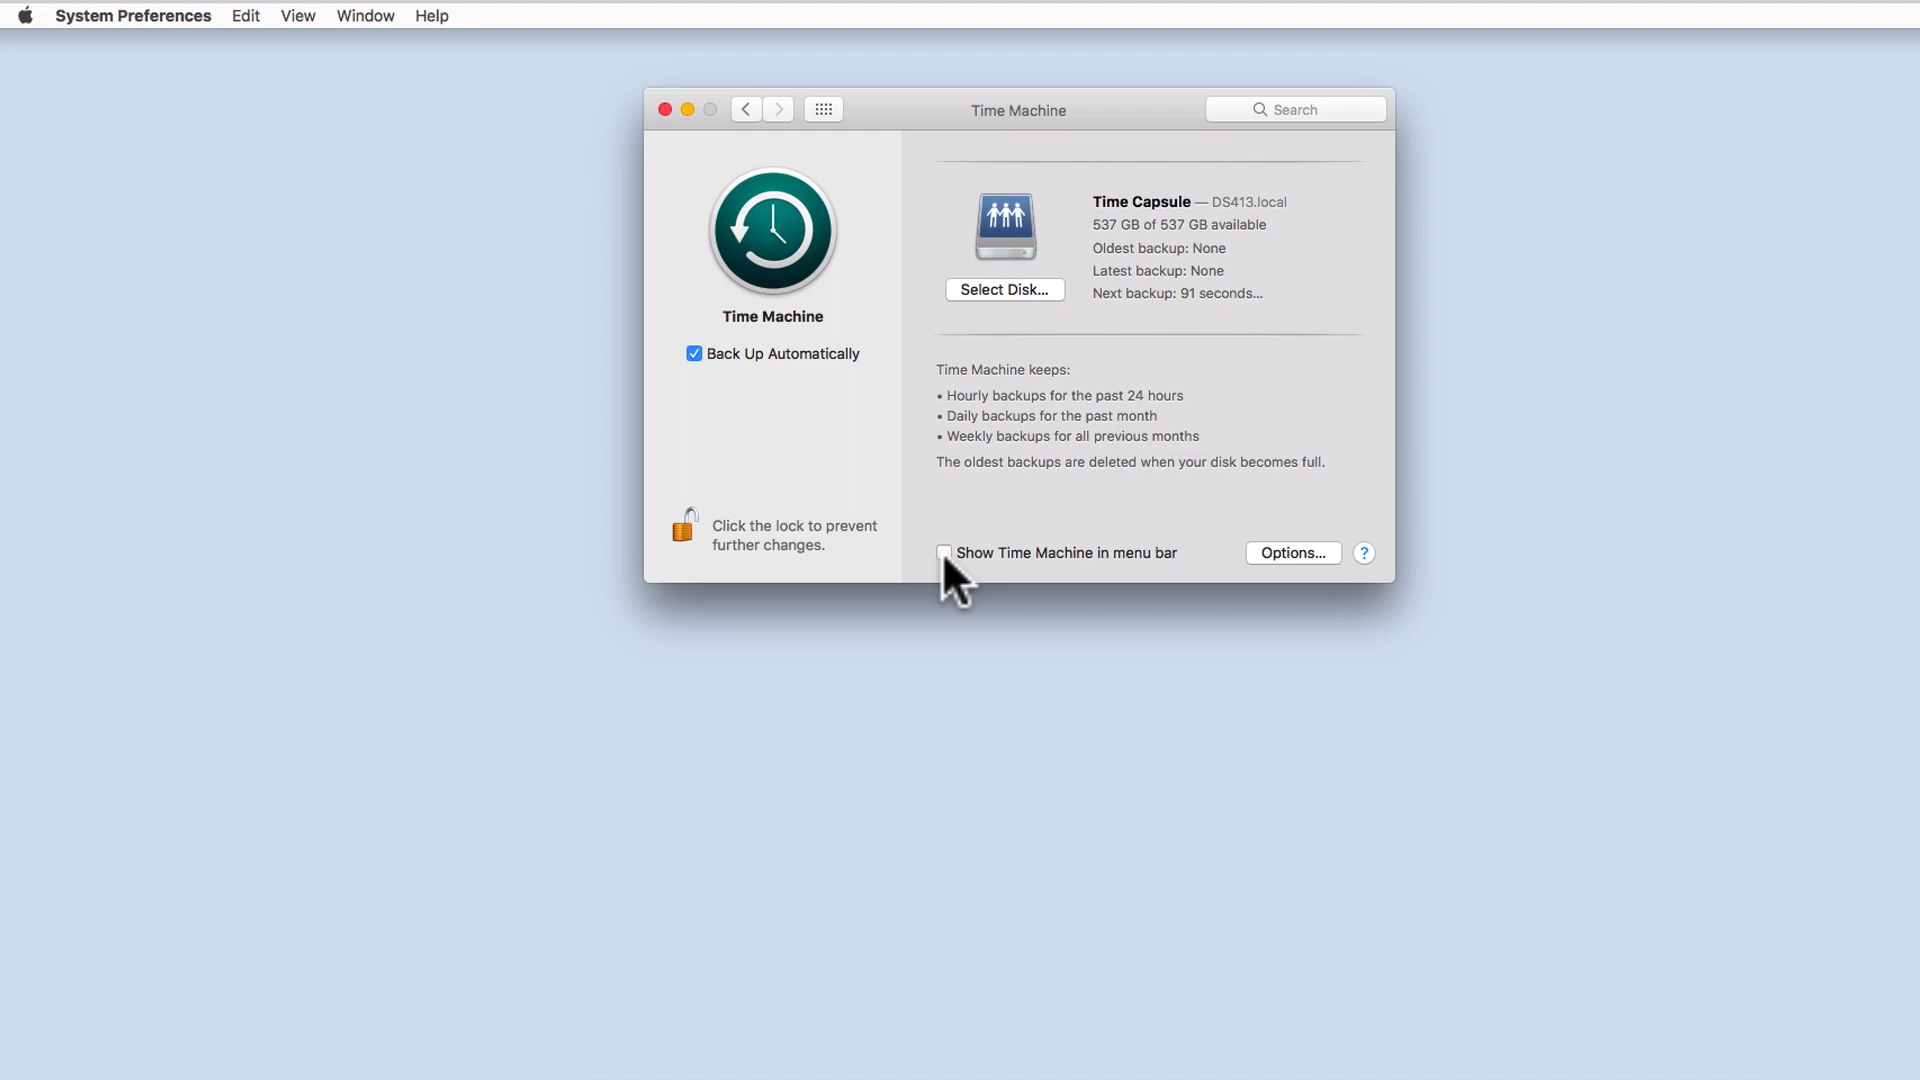 System Preferences Edit View Window Help
Time Machine
Search
Time Machine
Back Up Automatically
Click the lock to prevent
further changes.
Time Capsule — DS413.local
537 GB of 537 GB available
Oldest backup: None
Latest backup: None
Next backup: 91 seconds...
Select Disk...
Time Machine keeps:
• Hourly backups for the past 24 hours
• Daily backups for the past month
• Weekly backups for all previous months
The oldest backups are deleted when your disk becomes full.
Show Time Machine in menu bar
Options...
?